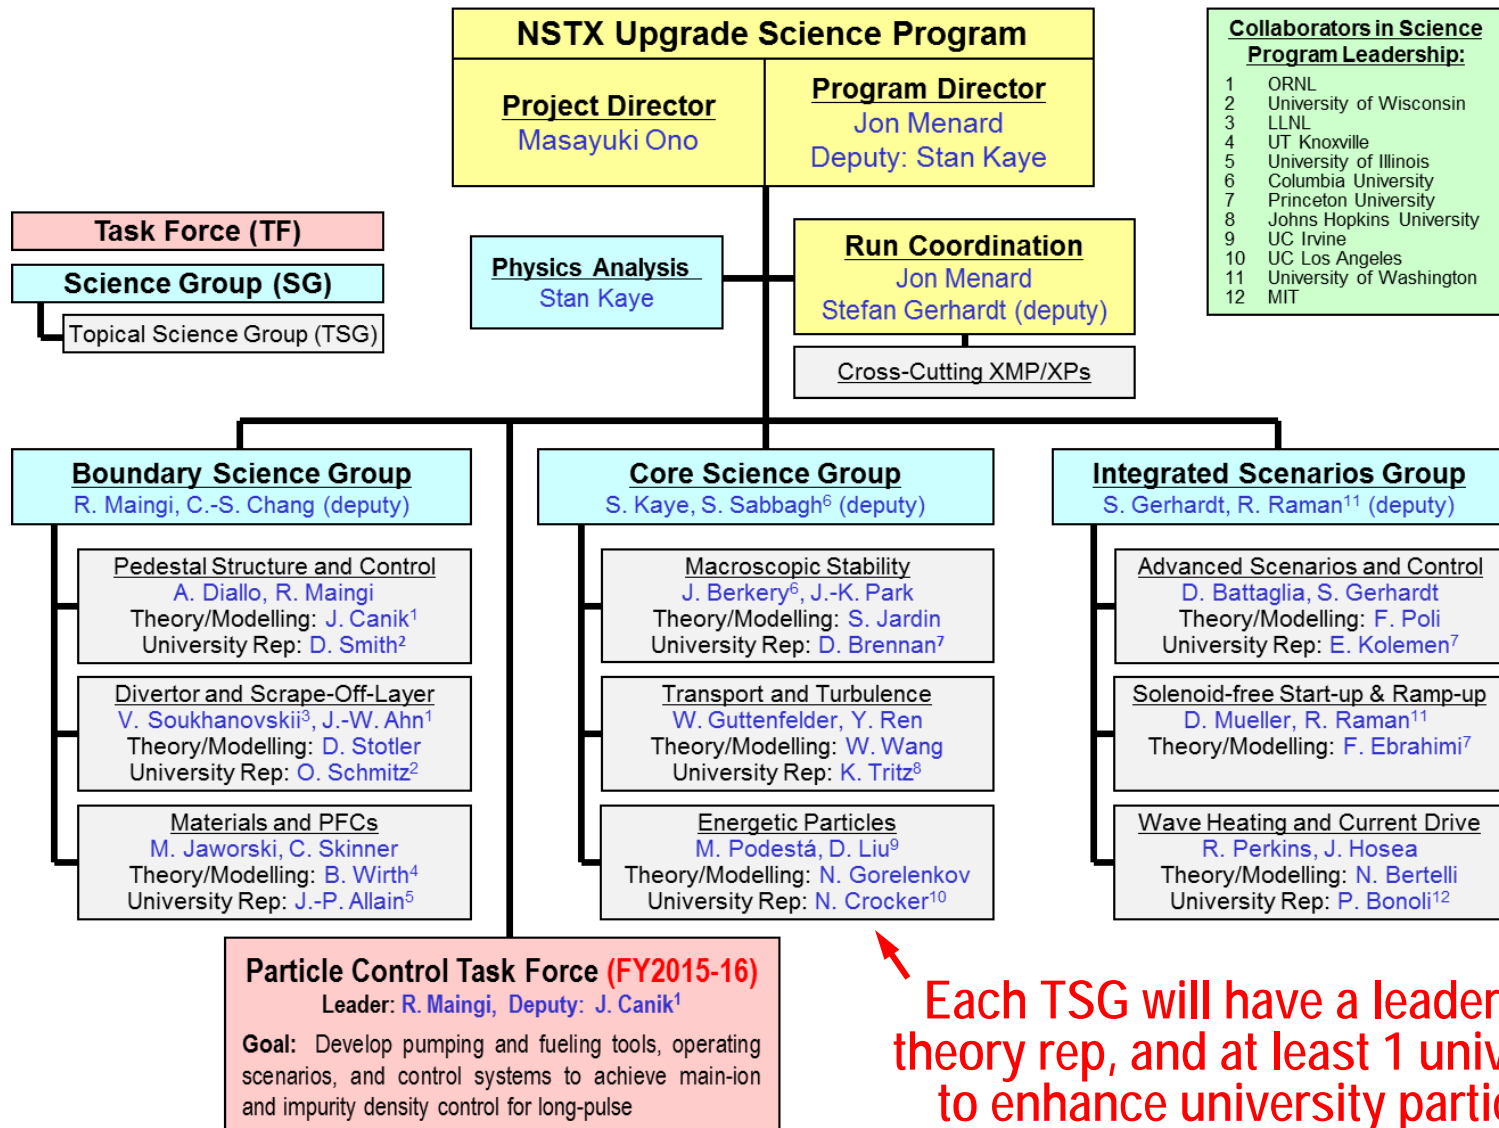 NSTX Upgrade Science Program
Project Director
Masayuki Ono
Program Director
Jon Menard
Deputy: Stan Kaye
Collaborators in Science
Program Leadership:
1 ORNL
2 University of Wisconsin
3 LLNL
4 UT Knoxville
5 University of Illinois
6 Columbia University
7 Princeton University
8 Johns Hopkins University
9 UC Irvine
10 UC Los Angeles
11 University of Washington
12 MIT
Task Force (TF)
Science Group (SG)
Topical Science Group (TSG)
Physics Analysis
Stan Kaye
Run Coordination
Jon Menard
Stefan Gerhardt (deputy)
Cross-Cutting XMP/XPs
Boundary Science Group
R. Maingi, C.-S. Chang (deputy)
Pedestal Structure and Control
A. Diallo, R. Maingi
Theory/Modelling: J. Canik¹
University Rep: D. Smith²
Divertor and Scrape-Off-Layer
V. Soukhanovskii³, J.-W. Ahn¹
Theory/Modelling: D. Stotler
University Rep: O. Schmitz²
Materials and PFCs
M. Jaworski, C. Skinner
Theory/Modelling: B. Wirth⁴
University Rep: J.-P. Allain⁵
Core Science Group
S. Kaye, S. Sabbagh⁶ (deputy)
Macroscopic Stability
J. Berkery⁶, J.-K. Park
Theory/Modelling: S. Jardin
University Rep: D. Brennan⁷
Transport and Turbulence
W. Guttenfelder, Y. Ren
Theory/Modelling: W. Wang
University Rep: K. Tritz⁸
Energetic Particles
M. Podestá, D. Liu⁹
Theory/Modelling: N. Gorelenkov
University Rep: N. Crocker¹⁰
Integrated Scenarios Group
S. Gerhardt, R. Raman¹¹ (deputy)
Advanced Scenarios and Control
D. Battaglia, S. Gerhardt
Theory/Modelling: F. Poli
University Rep: E. Kolemen⁷
Solenoid-free Start-up & Ramp-up
D. Mueller, R. Raman¹¹
Theory/Modelling: F. Ebrahimi⁷
Wave Heating and Current Drive
R. Perkins, J. Hosea
Theory/Modelling: N. Bertelli
University Rep: P. Bonoli¹²
Particle Control Task Force (FY2015-16)
Leader: R. Maingi, Deputy: J. Canik¹
Goal: Develop pumping and fueling tools, operating
scenarios, and control systems to achieve main-ion
and impurity density control for long-pulse
Each TSG will have a leader
theory rep, and at least 1 univ
to enhance university partic